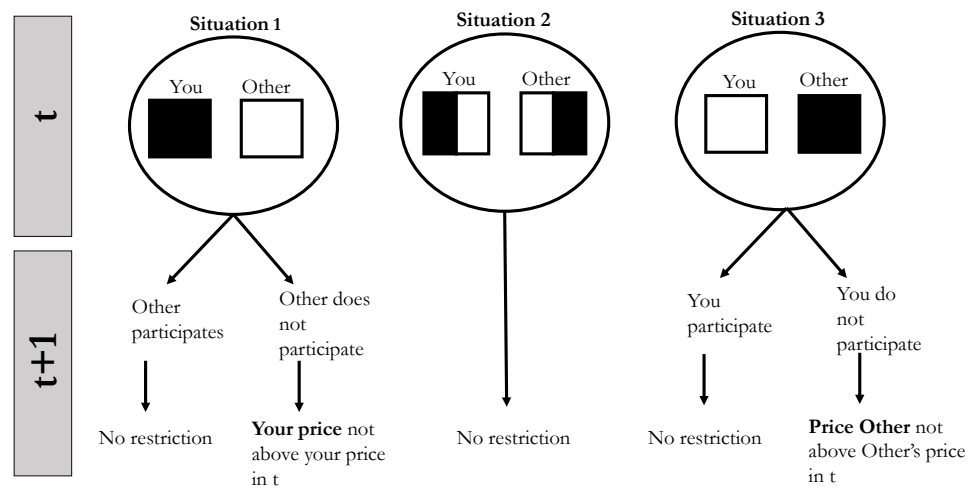 t
Situation 1
Situation 2
Situation 3
You
Other
You
Other
You
Other
t+1
Other
participates
Other does
not
participate
You
participate
You do
not
participate
No restriction
Your price not
above your price
in t
No restriction
No restriction
Price Other not
above Other's price
in t